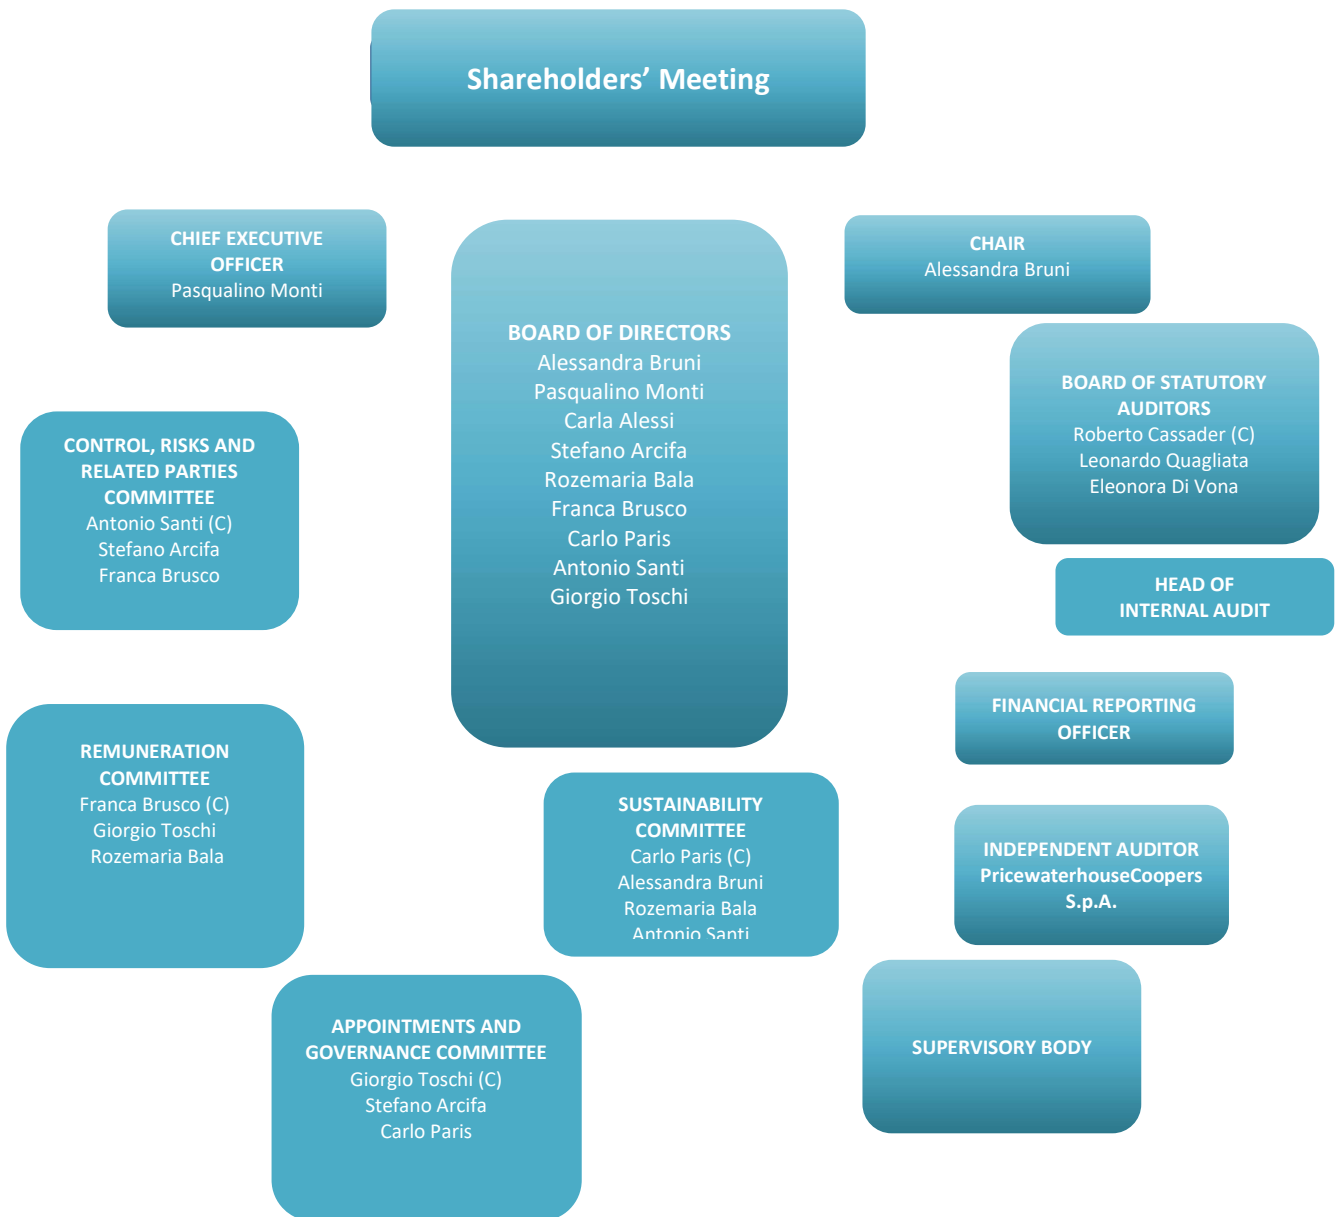 Shareholders’ Meeting
CHIEF EXECUTIVE
OFFICER
Pasqualino Monti
CHAIR
Alessandra Bruni
BOARD OF DIRECTORS
Alessandra Bruni
Pasqualino Monti
Carla Alessi
Stefano Arcifa
Rozemaria Bala
Franca Brusco
Carlo Paris
Antonio Santi
Giorgio Toschi
BOARD OF STATUTORY
AUDITORS
Roberto Cassader (C)
Leonardo Quagliata
Eleonora Di Vona
CONTROL, RISKS AND
RELATED PARTIES
COMMITTEE
Antonio Santi (C)
Stefano Arcifa
Franca Brusco
HEAD OF
INTERNAL AUDIT
FINANCIAL REPORTING
OFFICER
REMUNERATION
COMMITTEE
Franca Brusco (C)
Giorgio Toschi
Rozemaria Bala
SUSTAINABILITY
COMMITTEE
Carlo Paris (C)
Alessandra Bruni
Rozemaria Bala
Antonio Santi
INDEPENDENT AUDITOR
PricewaterhouseCoopers
S.p.A.
APPOINTMENTS AND
GOVERNANCE COMMITTEE
Giorgio Toschi (C)
Stefano Arcifa
Carlo Paris
SUPERVISORY BODY